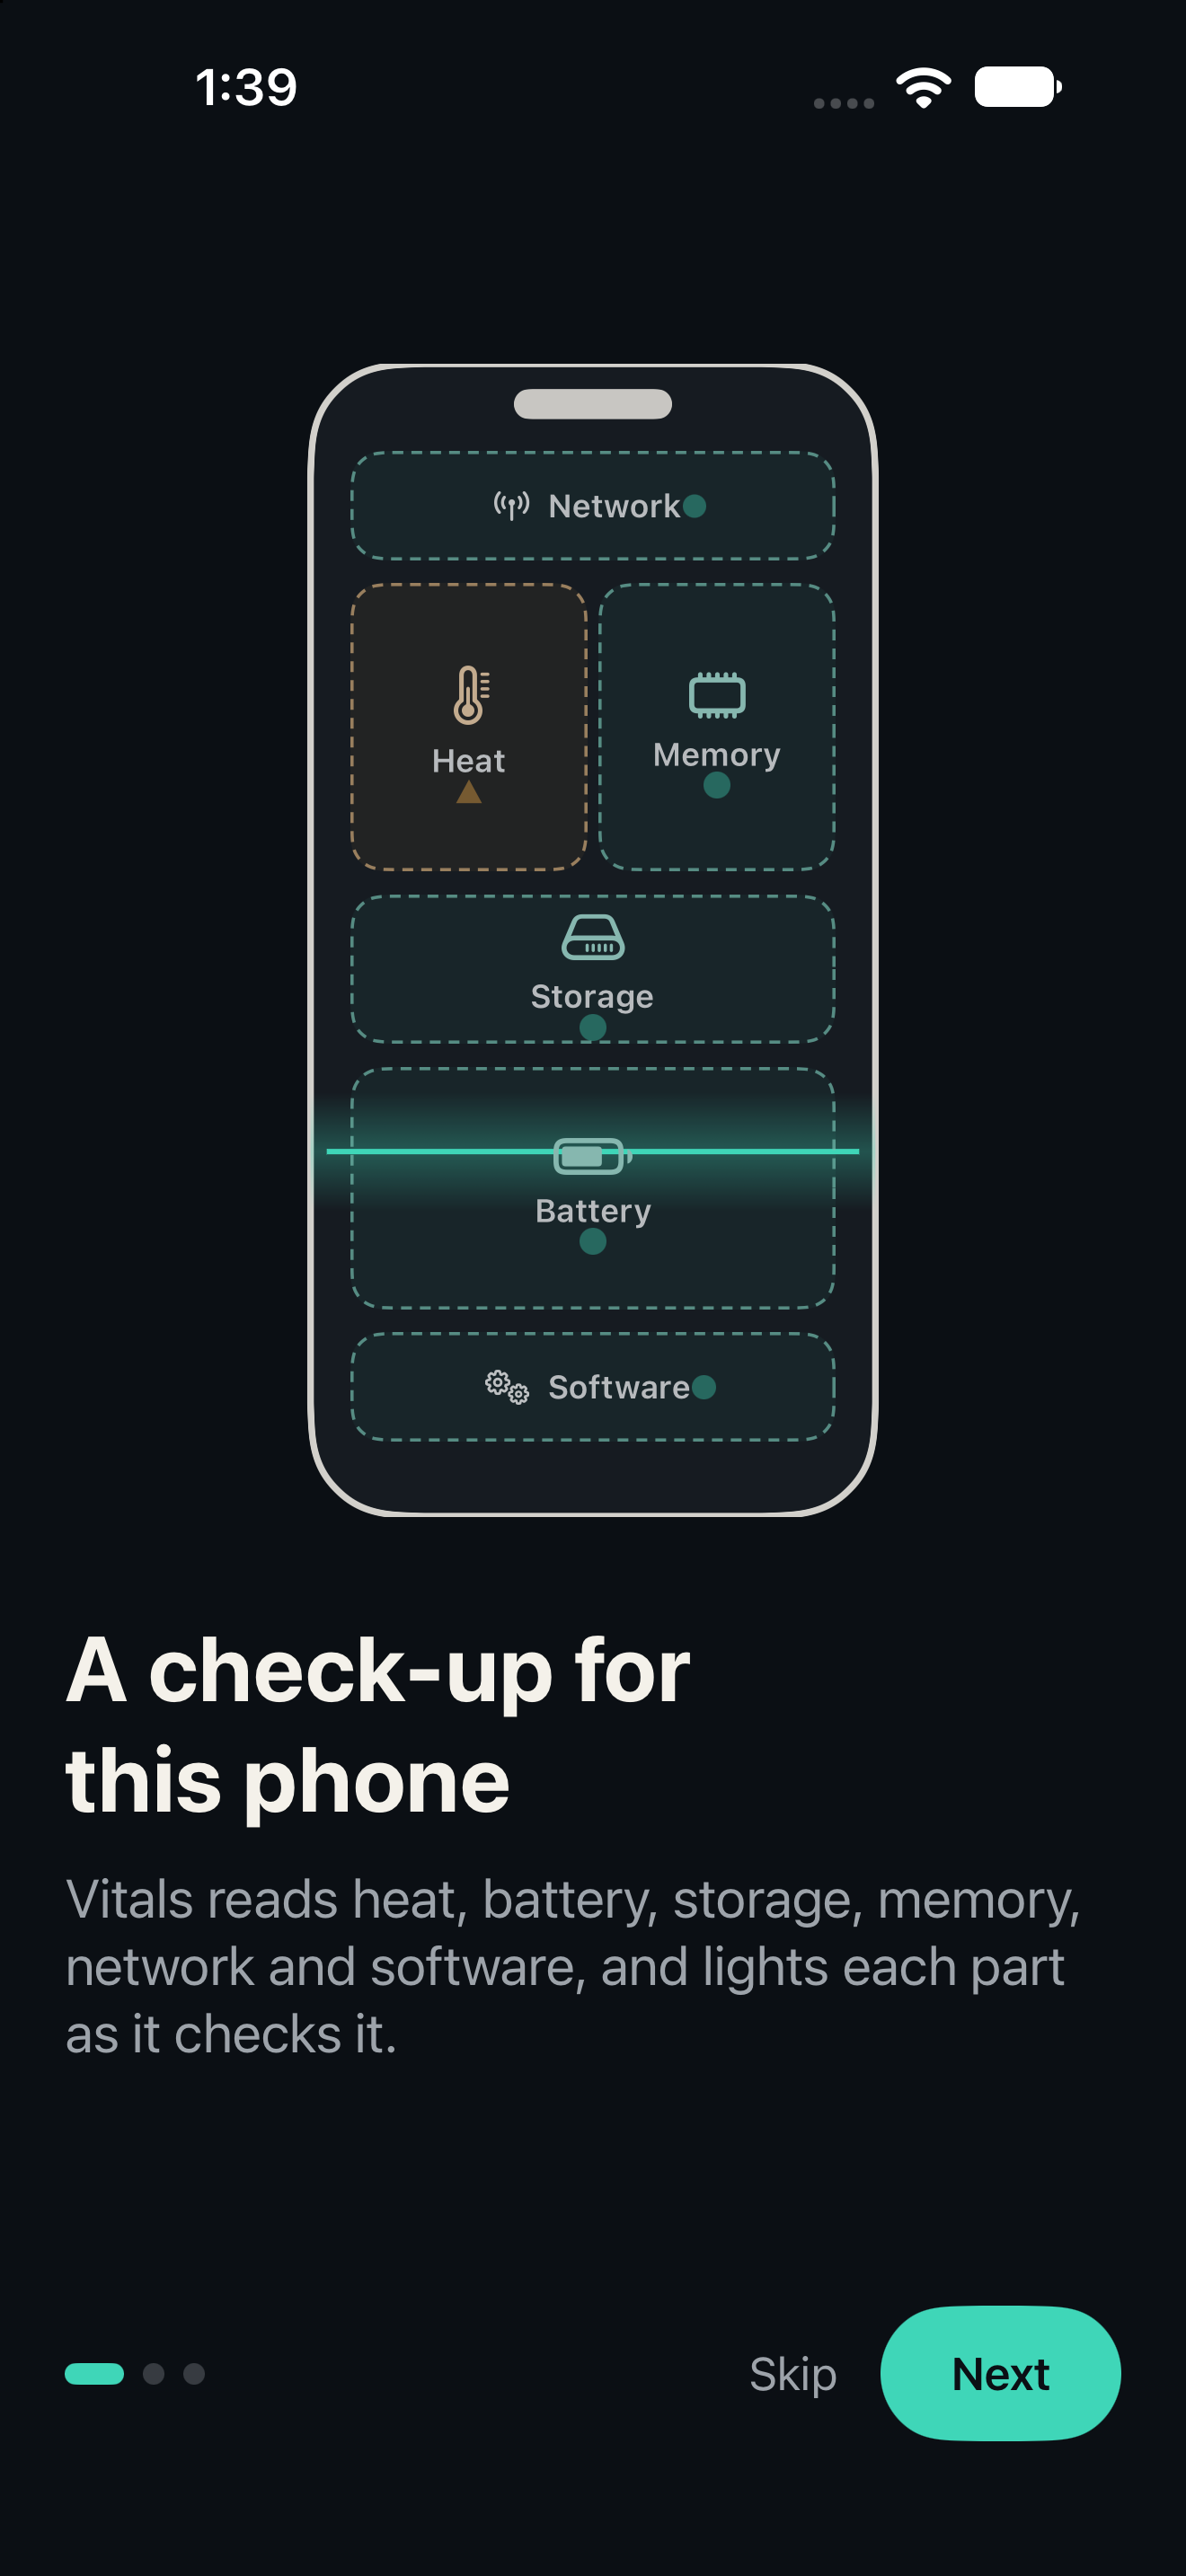 1:39
Network
Heat
Memory
Storage
Battery
Software
A check-up for
this phone
Vitals reads heat, battery, storage, memory,
network and software, and lights each part
as it checks it.
Skip
Next